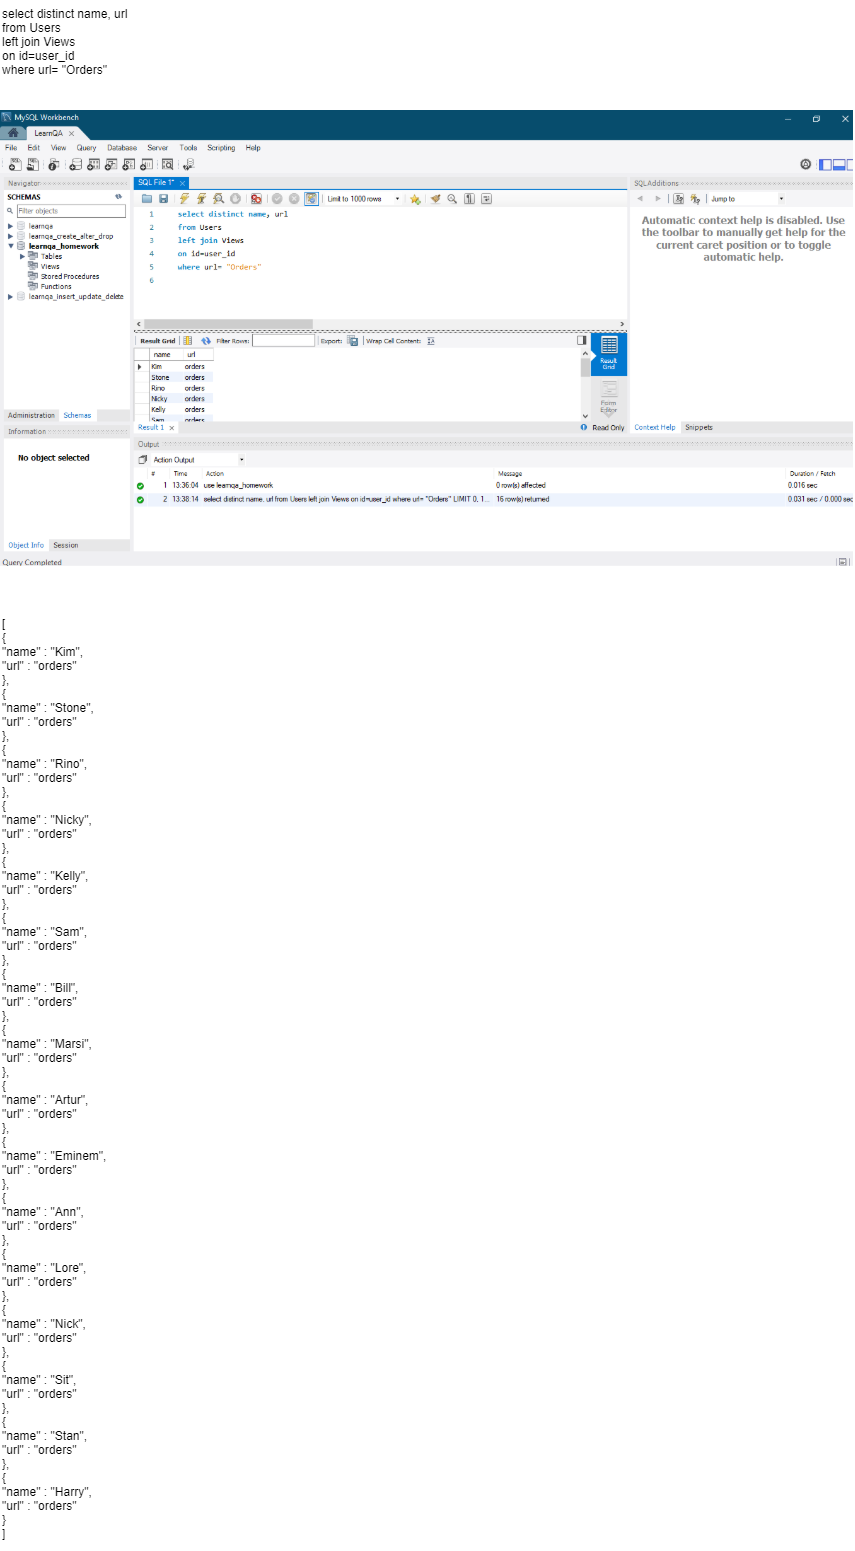 select distinct name, url
from Users
left join Views
on id=user_id
where url= "Orders"
MySQL Workbench
LearnQA
File Edit View Query Database Server Tools Scripting Help
Navigator
SCHEMAS
Filter objects
learnqa
learnqa_create_alter_drop
learnqa_homework
Tables
Views
Stored Procedures
Functions
learnqa_insert_update_delete
Administration Schemas
Information
No object selected
Object Info Session
SQL File 1*
Limit to 1000 rows
1 select distinct name, url
2 from Users
3 left join Views
4 on id=user_id
5 where url= "Orders"
6
Result Grid Filter Rows: Export: Wrap Cell Content:
name url
Kim orders
Stone orders
Rino orders
Nicky orders
Kelly orders
Sam orders
Result Grid
Form Editor
Result 1 Read Only
SQLAdditions
Jump to
Automatic context help is disabled. Use
the toolbar to manually get help for the
current caret position or to toggle
automatic help.
Context Help Snippets
Output
Action Output
# Time Action Message Duration / Fetch
1 13:36:04 use learnqa_homework 0 row(s) affected 0.016 sec
2 13:38:14 select distinct name, url from Users left join Views on id=user_id where url= "Orders" LIMIT 0, 1... 16 row(s) returned 0.031 sec / 0.000 sec
Query Completed
[
{
"name" : "Kim",
"url" : "orders"
},
{
"name" : "Stone",
"url" : "orders"
},
{
"name" : "Rino",
"url" : "orders"
},
{
"name" : "Nicky",
"url" : "orders"
},
{
"name" : "Kelly",
"url" : "orders"
},
{
"name" : "Sam",
"url" : "orders"
},
{
"name" : "Bill",
"url" : "orders"
},
{
"name" : "Marsi",
"url" : "orders"
},
{
"name" : "Artur",
"url" : "orders"
},
{
"name" : "Eminem",
"url" : "orders"
},
{
"name" : "Ann",
"url" : "orders"
},
{
"name" : "Lore",
"url" : "orders"
},
{
"name" : "Nick",
"url" : "orders"
},
{
"name" : "Sit",
"url" : "orders"
},
{
"name" : "Stan",
"url" : "orders"
},
{
"name" : "Harry",
"url" : "orders"
}
]